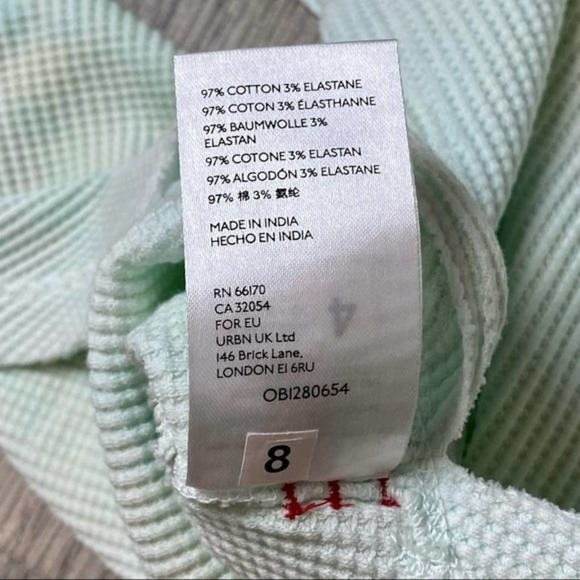 97% COTTON 3% ELASTANE
97% COTON 3% ÉLASTHANNE
97% BAUMWOLLE 3%
ELASTAN
97% COTONE 3% ELASTAN
97% ALGODÓN 3% ELASTANE
97% 棉 3% 氨纶
MADE IN INDIA
HECHO EN INDIA
RN 66170
CA 32054
FOR EU
URBN UK Ltd
146 Brick Lane,
LONDON E1 6RU
OB1280654
4
8